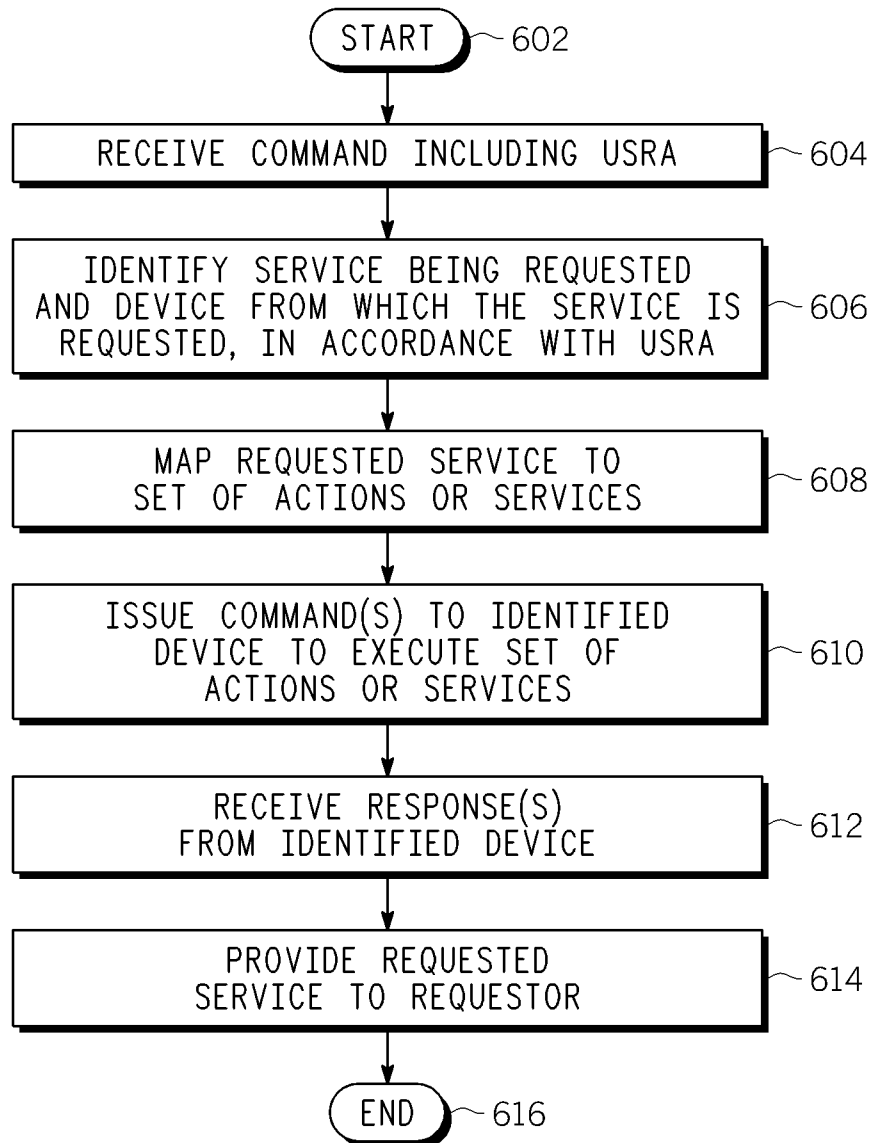 START 602
RECEIVE COMMAND INCLUDING USRA 604
IDENTIFY SERVICE BEING REQUESTED
AND DEVICE FROM WHICH THE SERVICE IS 606
REQUESTED, IN ACCORDANCE WITH USRA
MAP REQUESTED SERVICE TO
SET OF ACTIONS OR SERVICES 608
ISSUE COMMAND(S) TO IDENTIFIED
DEVICE TO EXECUTE SET OF 610
ACTIONS OR SERVICES
RECEIVE RESPONSE(S)
FROM IDENTIFIED DEVICE 612
PROVIDE REQUESTED
SERVICE TO REQUESTOR 614
END 616